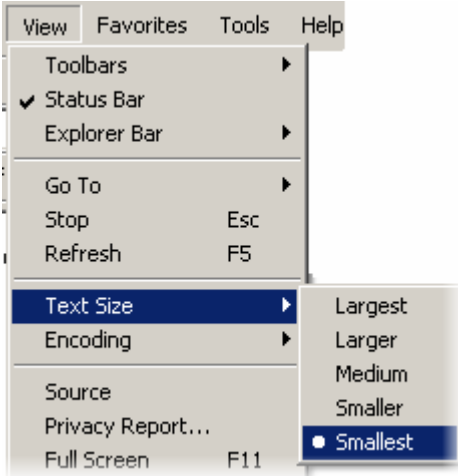 View Favorites Tools Help
Toolbars
Status Bar
Explorer Bar
Go To
Stop Esc
Refresh F5
Text Size
Encoding
Source
Privacy Report...
Full Screen F11
Largest
Larger
Medium
Smaller
Smallest